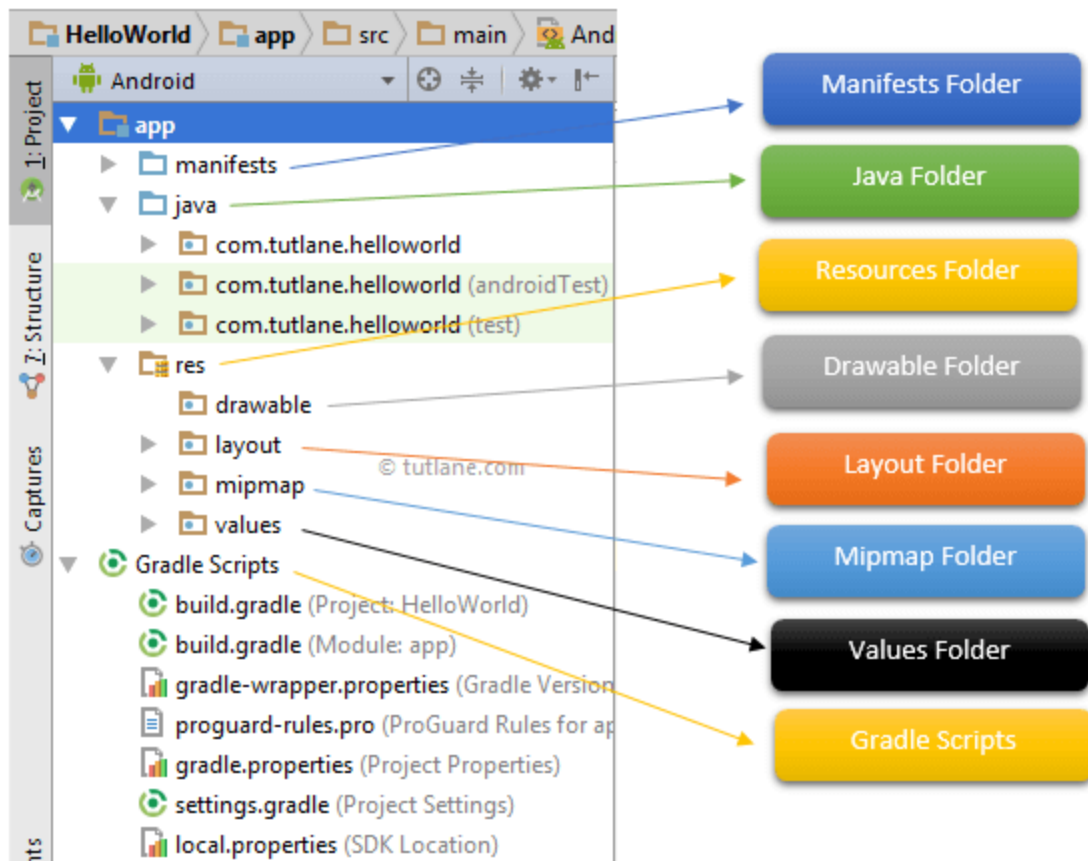 HelloWorld app src main And
Android
1: Project
7: Structure
Captures
app
manifests
java
com.tutlane.helloworld
com.tutlane.helloworld (androidTest)
com.tutlane.helloworld (test)
res
drawable
layout
© tutlane.com
mipmap
values
Gradle Scripts
build.gradle (Project: HelloWorld)
build.gradle (Module: app)
gradle-wrapper.properties (Gradle Version
proguard-rules.pro (ProGuard Rules for ap
gradle.properties (Project Properties)
settings.gradle (Project Settings)
local.properties (SDK Location)
Manifests Folder
Java Folder
Resources Folder
Drawable Folder
Layout Folder
Mipmap Folder
Values Folder
Gradle Scripts